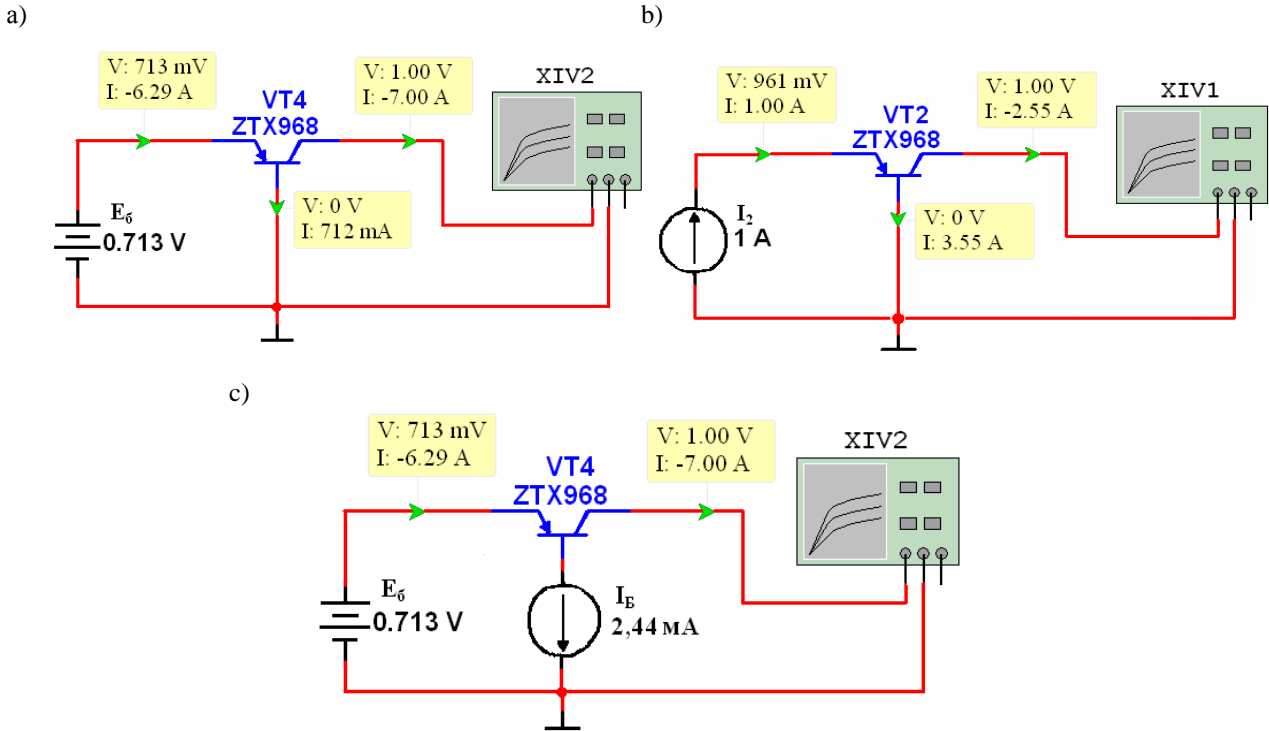 a)
V: 713 mV
I: -6.29 A
VT4
ZTX968
V: 1.00 V
I: -7.00 A
XIV2
V: 0 V
I: 712 mA
Eб
0.713 V
b)
V: 961 mV
I: 1.00 A
VT2
ZTX968
V: 1.00 V
I: -2.55 A
XIV1
V: 0 V
I: 3.55 A
I2
1 A
c)
V: 713 mV
I: -6.29 A
VT4
ZTX968
V: 1.00 V
I: -7.00 A
XIV2
Eб
0.713 V
IБ
2,44 мА